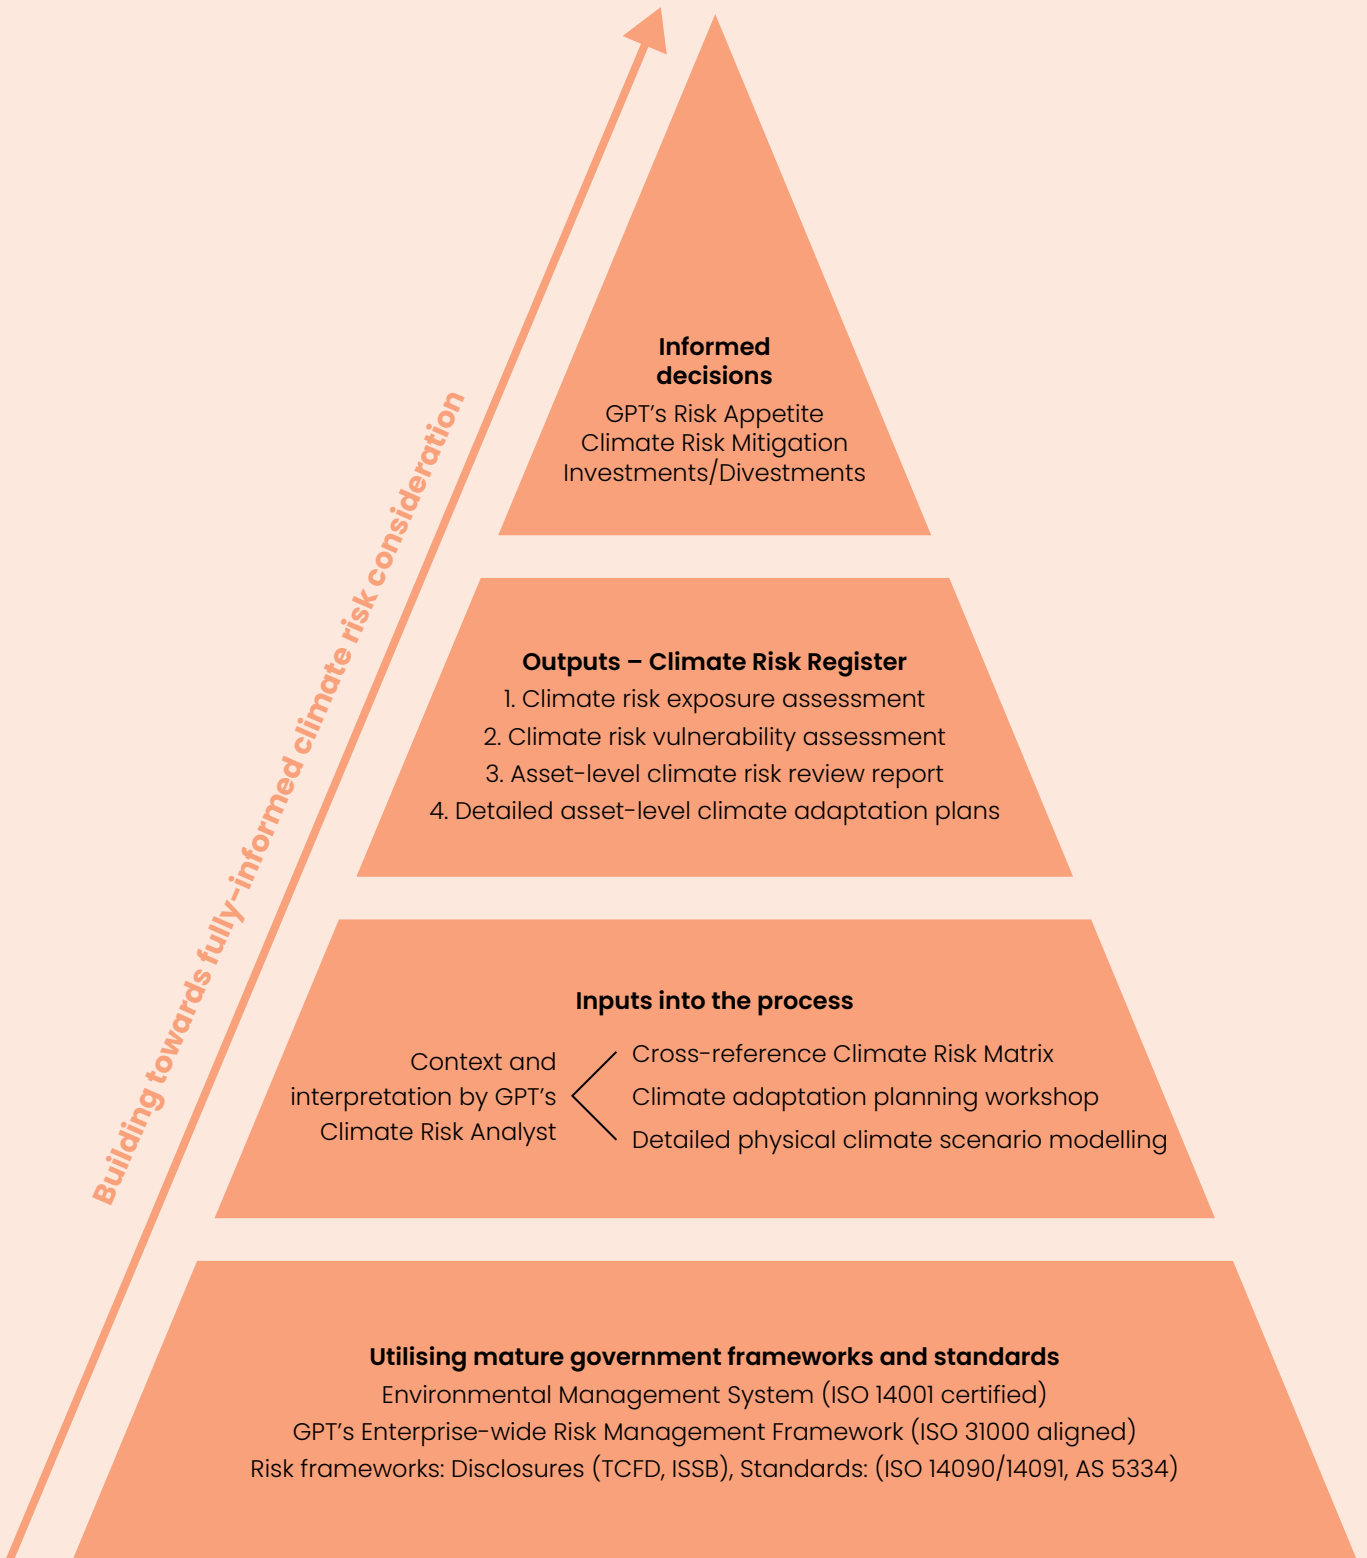 Building towards fully-informed climate risk consideration
Informed
decisions
GPT’s Risk Appetite
Climate Risk Mitigation
Investments/Divestments
Outputs – Climate Risk Register
1. Climate risk exposure assessment
2. Climate risk vulnerability assessment
3. Asset-level climate risk review report
4. Detailed asset-level climate adaptation plans
Inputs into the process
Context and
interpretation by GPT’s
Climate Risk Analyst
Cross-reference Climate Risk Matrix
Climate adaptation planning workshop
Detailed physical climate scenario modelling
Utilising mature government frameworks and standards
Environmental Management System (ISO 14001 certified)
GPT’s Enterprise-wide Risk Management Framework (ISO 31000 aligned)
Risk frameworks: Disclosures (TCFD, ISSB), Standards: (ISO 14090/14091, AS 5334)